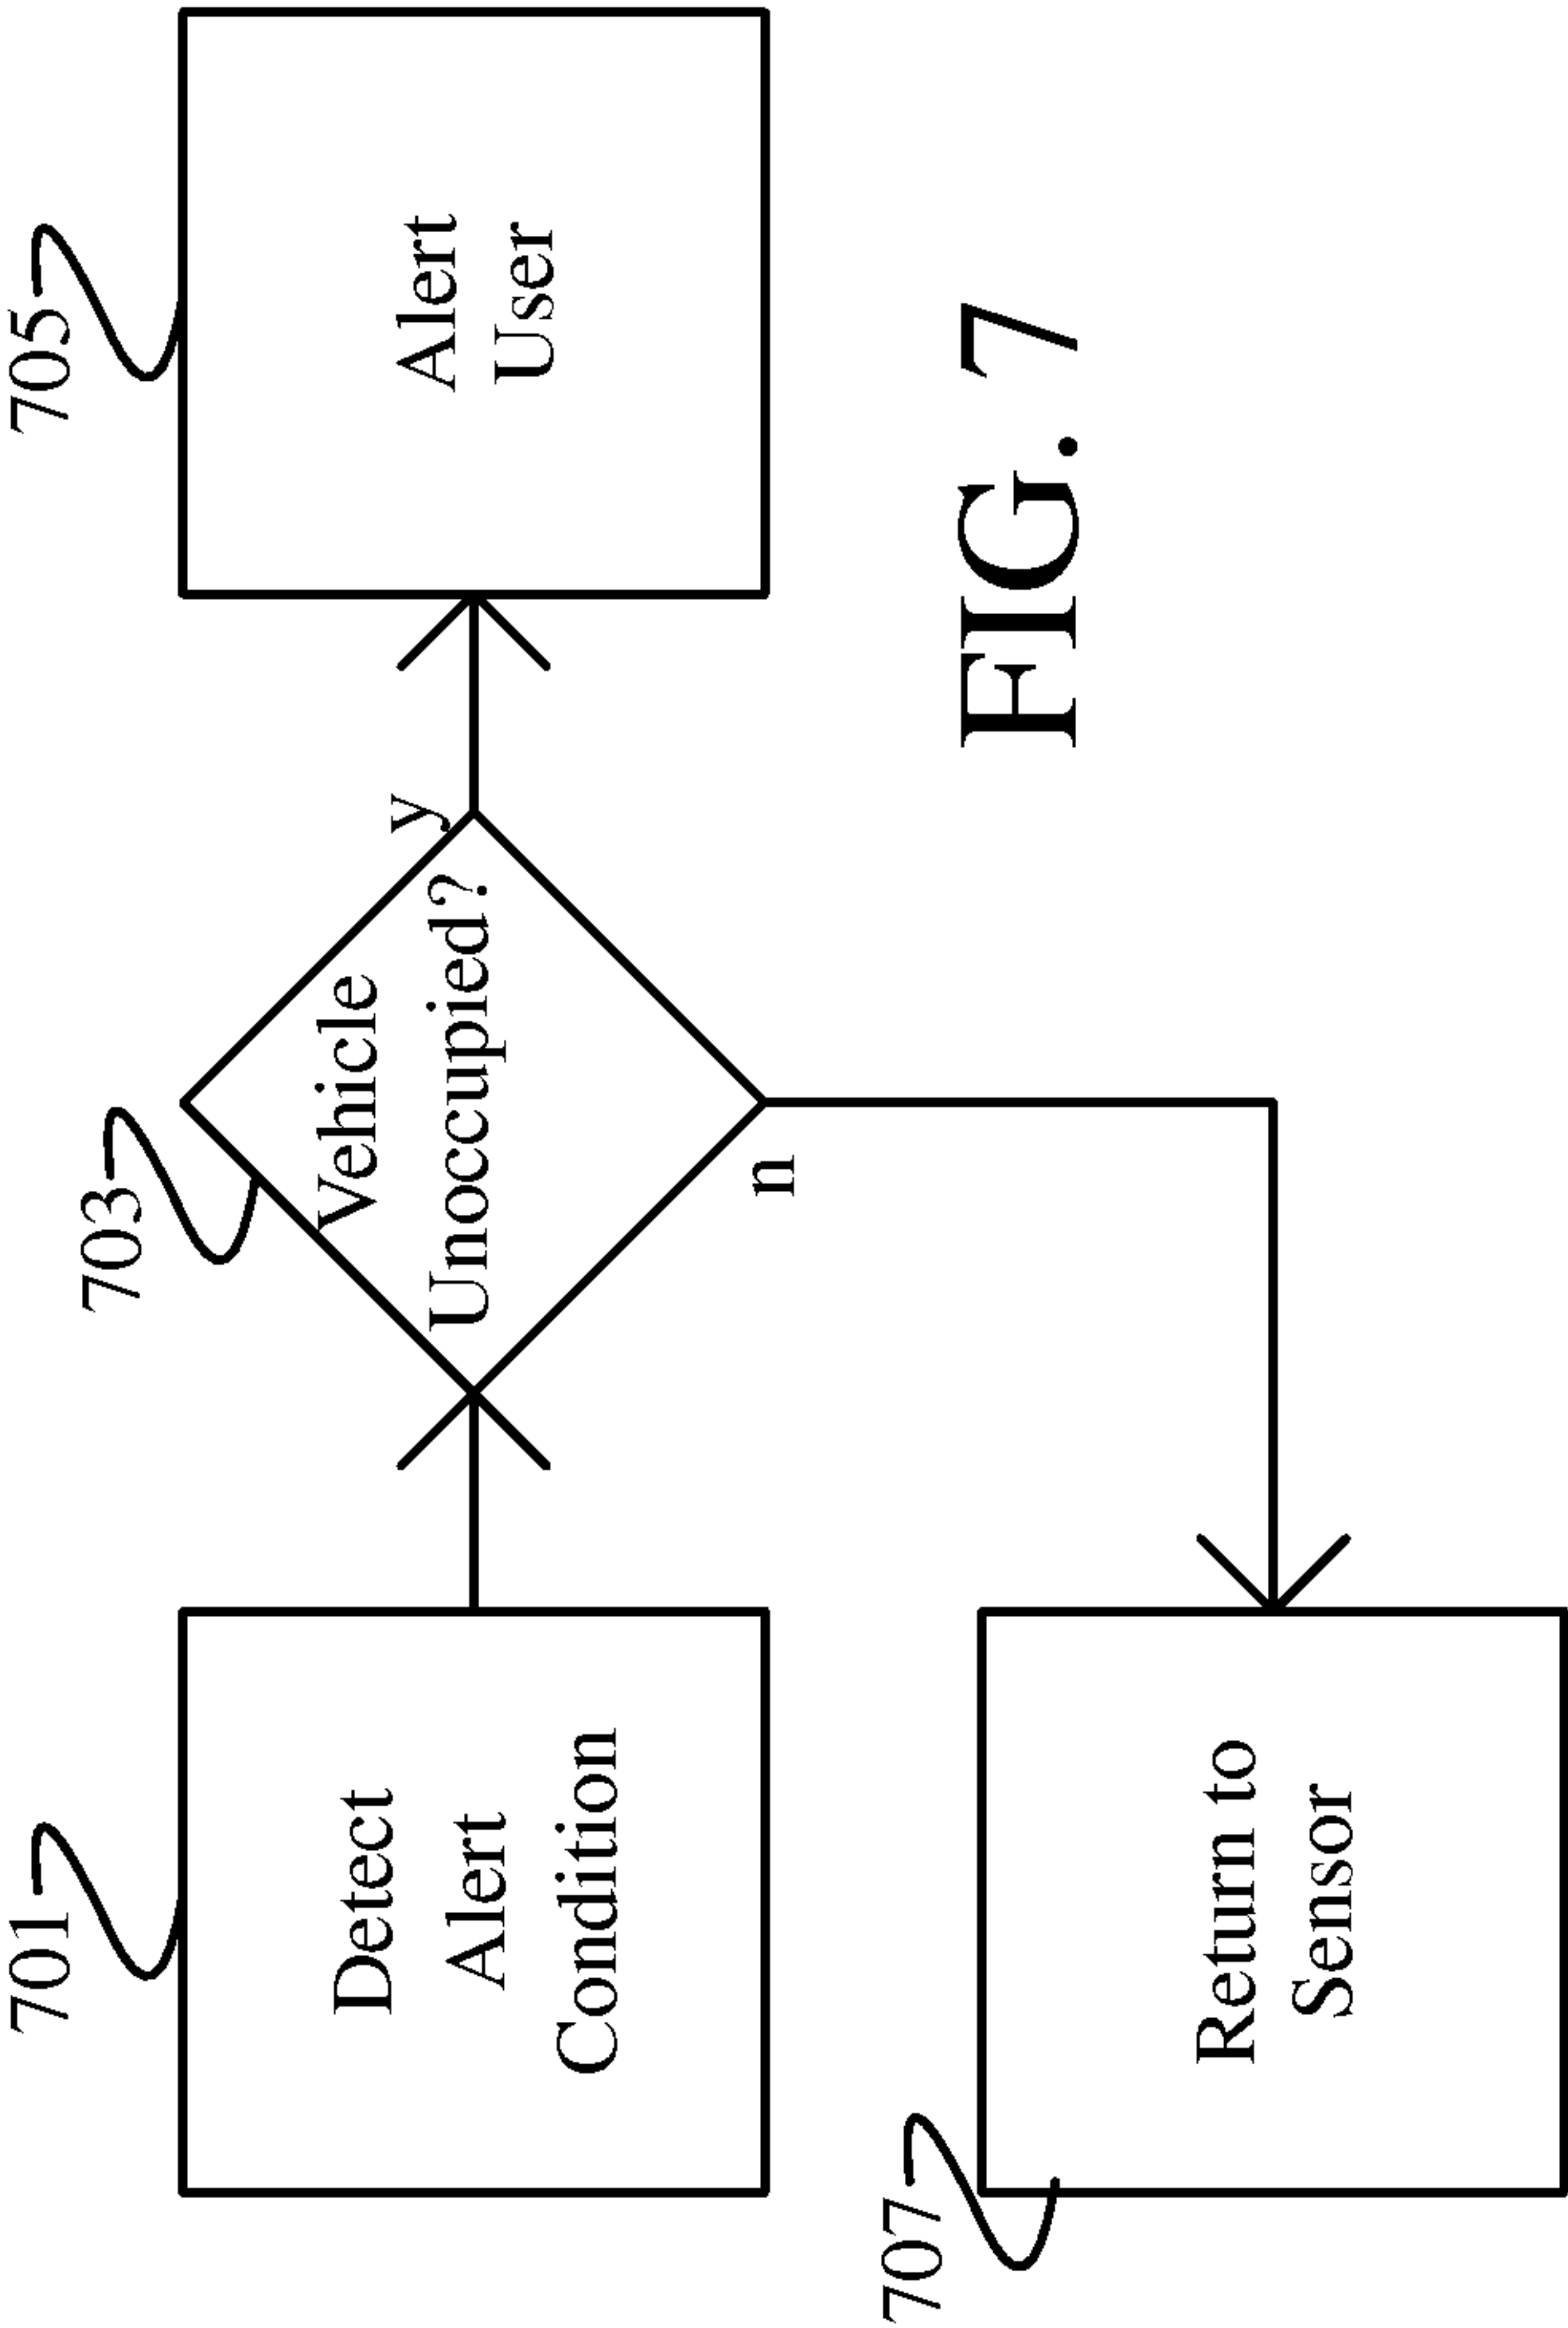 701
Detect
Alert
Condition
703
Vehicle
Unoccupied?
y
n
705
Alert
User
707
Return to
Sensor
FIG. 7